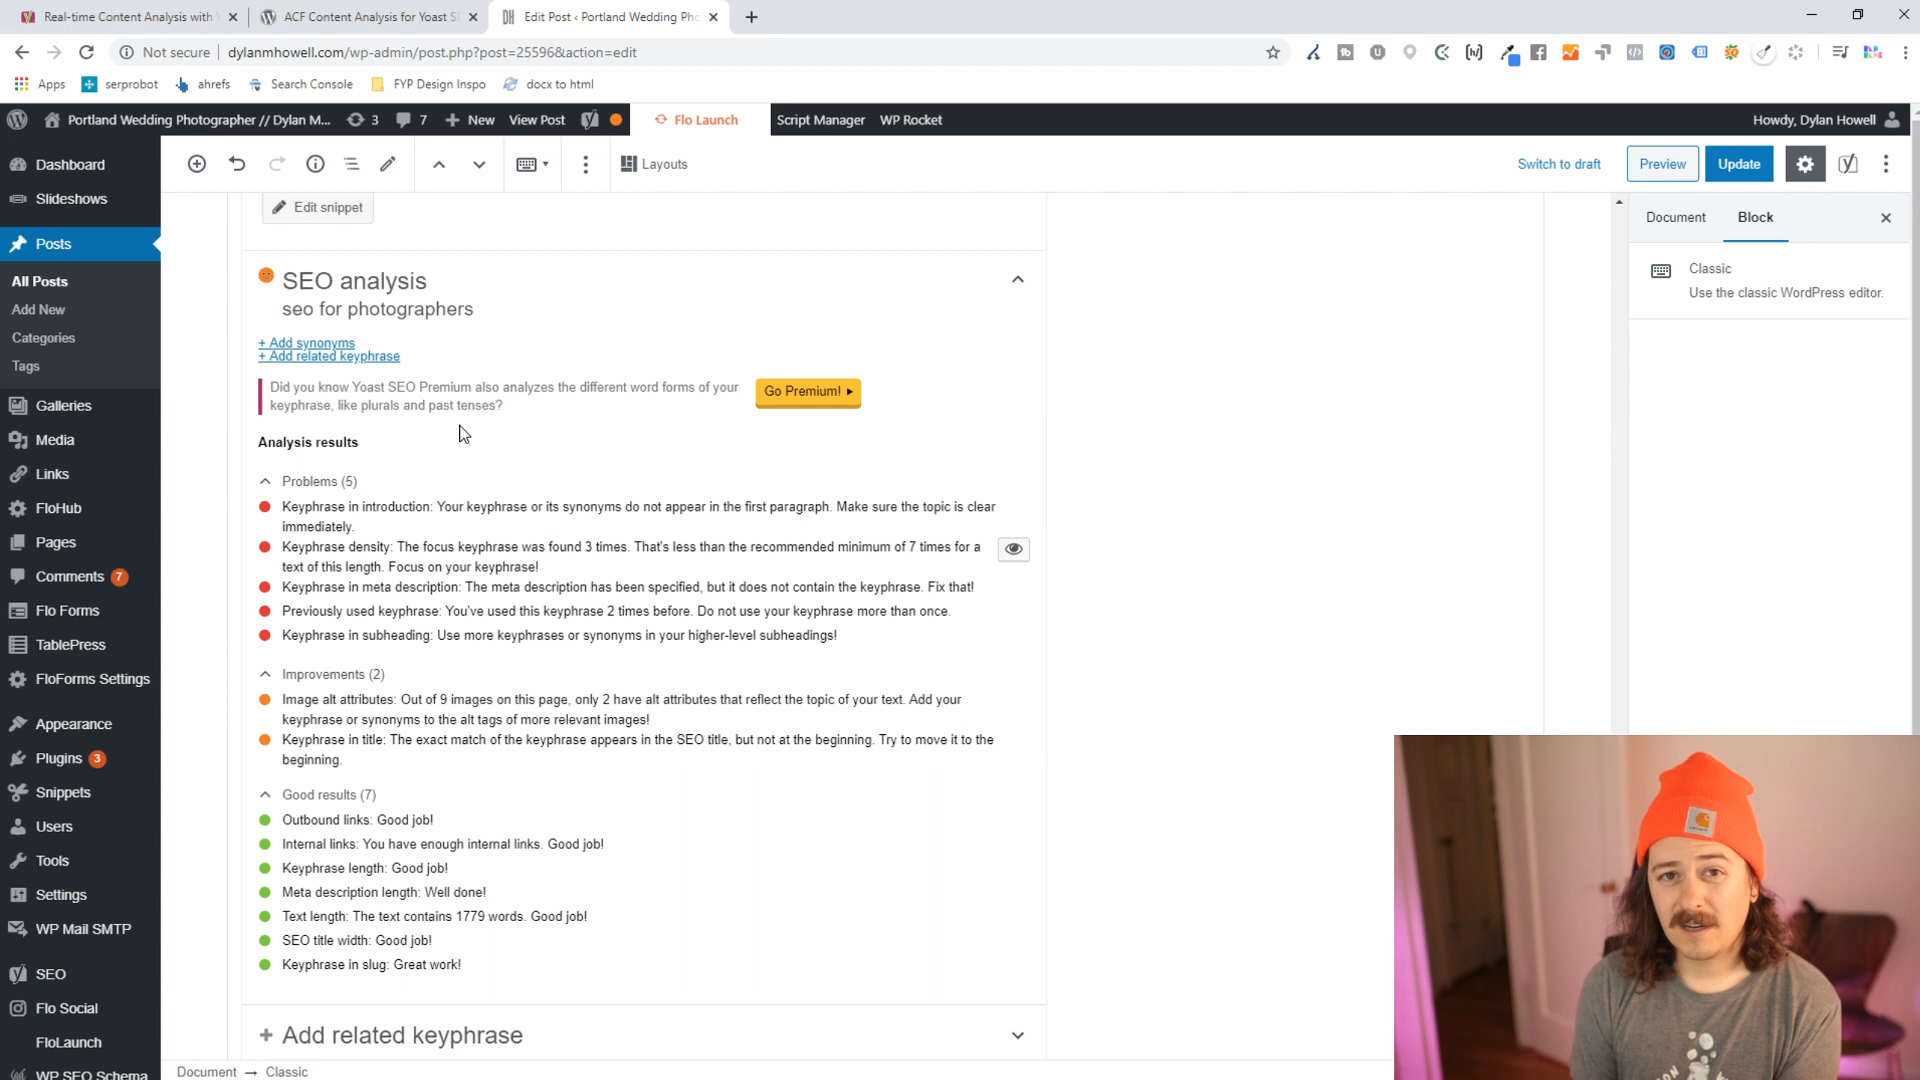 Real-time Content Analysis with
ACF Content Analysis for Yoast SE
Edit Post ‹ Portland Wedding Pho
Not secure
dylanmhowell.com/wp-admin/post.php?post=25596&action=edit
Apps
serprobot
ahrefs
Search Console
FYP Design Inspo
docx to html
Portland Wedding Photographer // Dylan M...
3
7
New
View Post
Flo Launch
Script Manager
WP Rocket
Howdy, Dylan Howell
Dashboard
Slideshows
Posts
All Posts
Add New
Categories
Tags
Galleries
Media
Links
FloHub
Pages
Comments 7
Flo Forms
TablePress
FloForms Settings
Appearance
Plugins 3
Snippets
Users
Tools
Settings
WP Mail SMTP
SEO
Flo Social
FloLaunch
WP SEO Schema
Layouts
Switch to draft
Preview
Update
Edit snippet
SEO analysis
seo for photographers
+ Add synonyms
+ Add related keyphrase
Did you know Yoast SEO Premium also analyzes the different word forms of your
keyphrase, like plurals and past tenses?
Go Premium!
Analysis results
Problems (5)
Keyphrase in introduction: Your keyphrase or its synonyms do not appear in the first paragraph. Make sure the topic is clear
immediately.
Keyphrase density: The focus keyphrase was found 3 times. That's less than the recommended minimum of 7 times for a
text of this length. Focus on your keyphrase!
Keyphrase in meta description: The meta description has been specified, but it does not contain the keyphrase. Fix that!
Previously used keyphrase: You've used this keyphrase 2 times before. Do not use your keyphrase more than once.
Keyphrase in subheading: Use more keyphrases or synonyms in your higher-level subheadings!
Improvements (2)
Image alt attributes: Out of 9 images on this page, only 2 have alt attributes that reflect the topic of your text. Add your
keyphrase or synonyms to the alt tags of more relevant images!
Keyphrase in title: The exact match of the keyphrase appears in the SEO title, but not at the beginning. Try to move it to the
beginning.
Good results (7)
Outbound links: Good job!
Internal links: You have enough internal links. Good job!
Keyphrase length: Good job!
Meta description length: Well done!
Text length: The text contains 1779 words. Good job!
SEO title width: Good job!
Keyphrase in slug: Great work!
Add related keyphrase
Document → Classic
Document
Block
Classic
Use the classic WordPress editor.